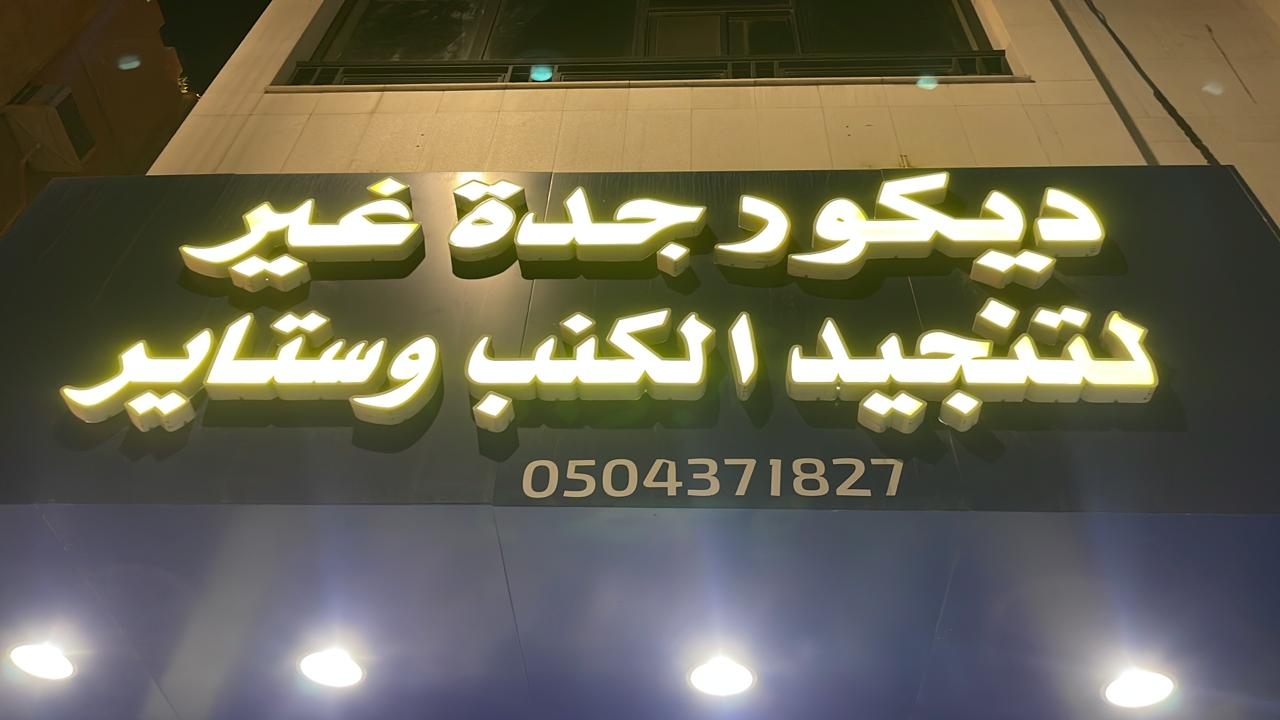 ديكور جدة غير
لتنجيد الكنب وستاير
0504371827